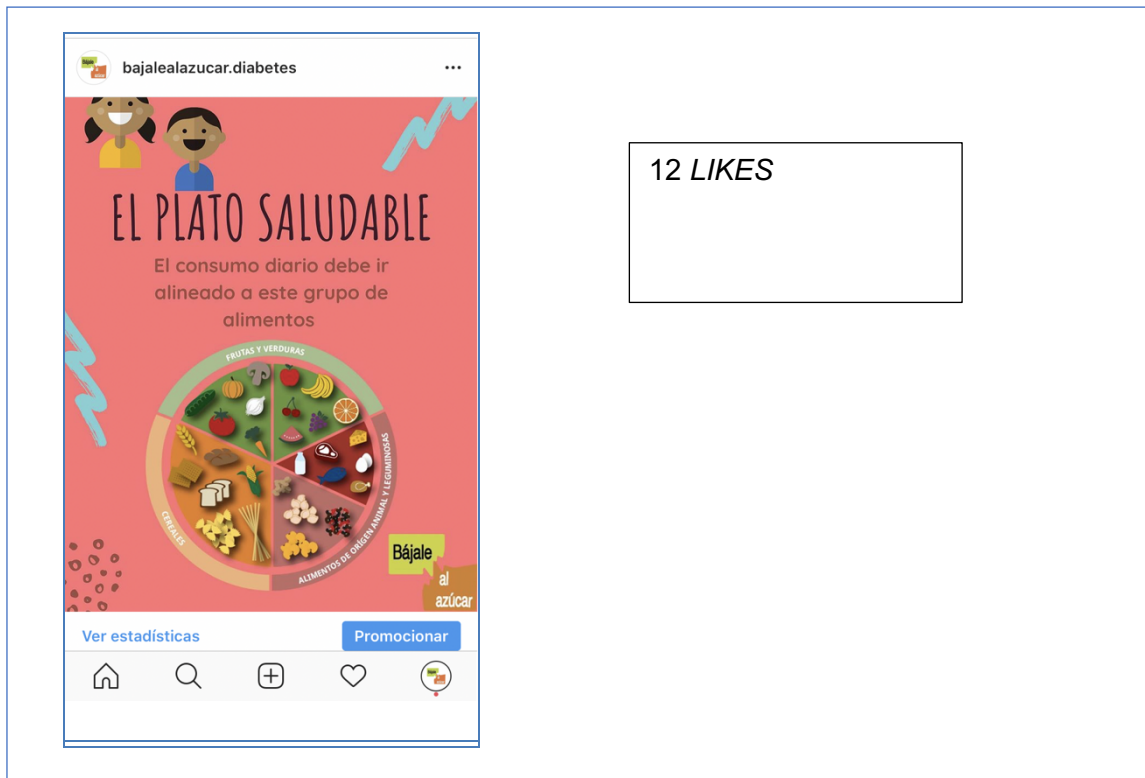 bajalealazucar.diabetes
12 LIKES
EL PLATO SALUDABLE
El consumo diario debe ir
alineado a este grupo de
alimentos
FRUTAS Y VERDURAS
CEREALES
ALIMENTOS DE ORÍGEN ANIMAL Y LEGUMINOSAS
Bájale
al
azúcar
Ver estadísticas
Promocionar